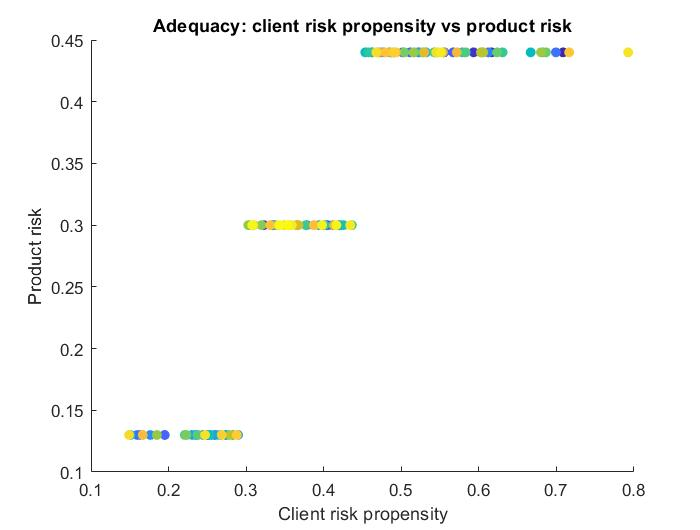 Adequacy: client risk propensity vs product risk
0.45
0.4
0.35
0.3
0.25
0.2
0.15
0.1
Product risk
0.1 0.2 0.3 0.4 0.5 0.6 0.7 0.8
Client risk propensity